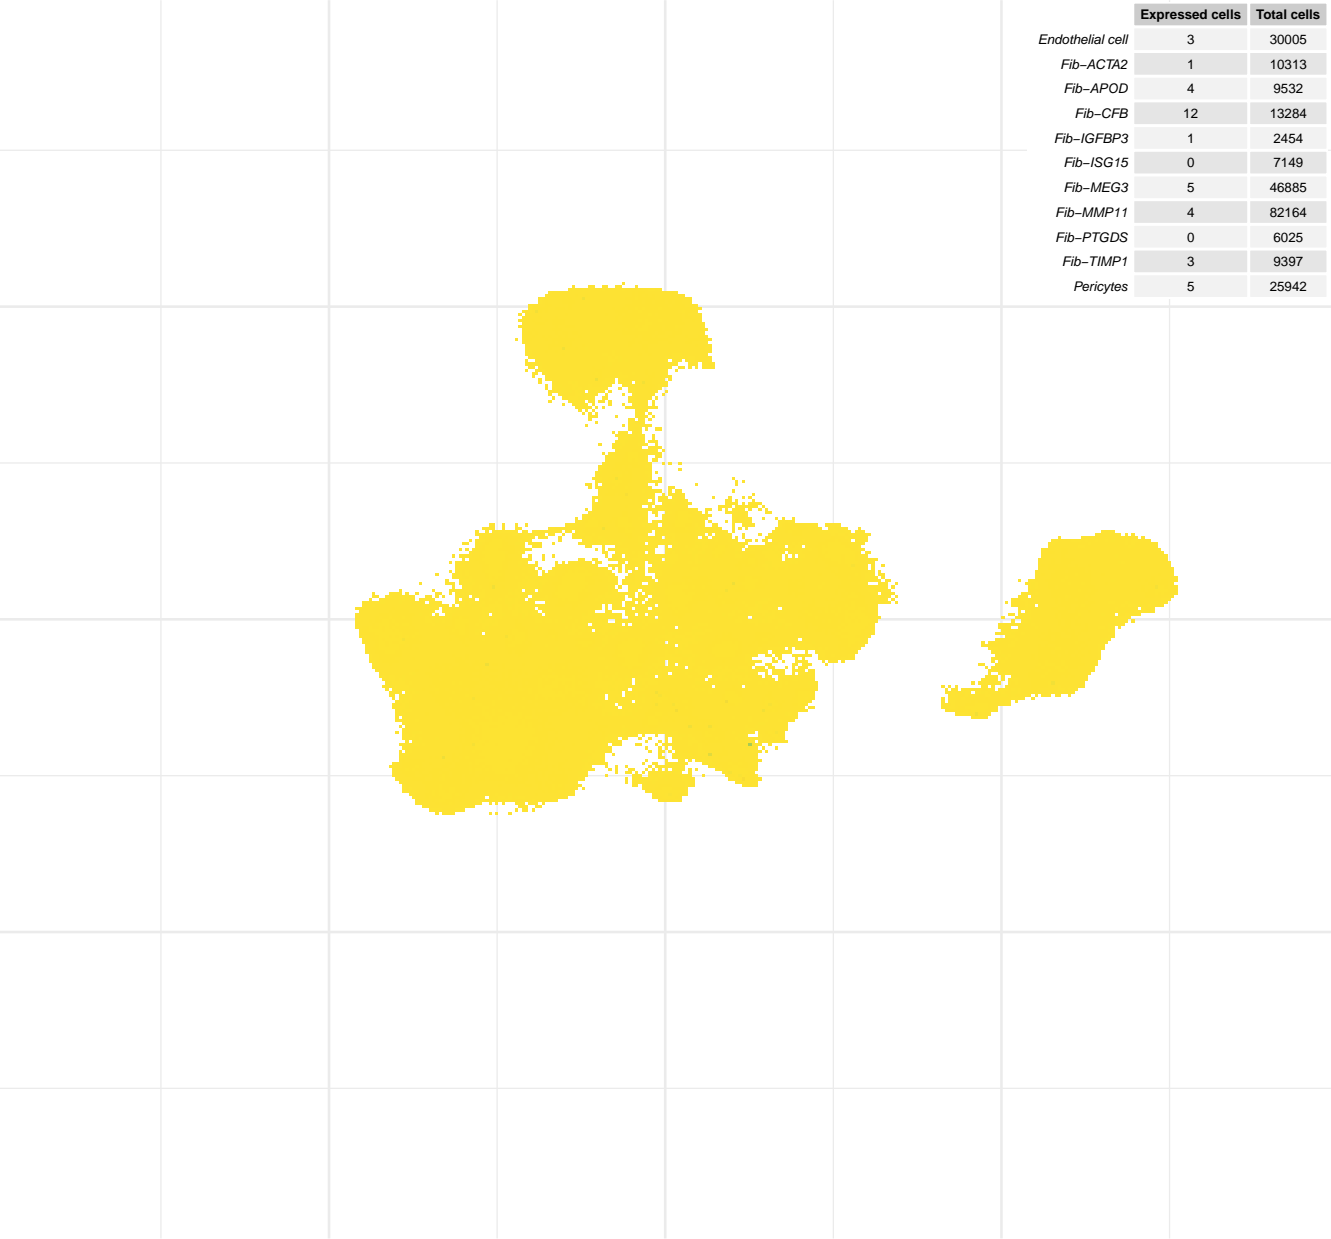 Expressed cells Total cells
Endothelial cell 3 30005
Fib−ACTA2 1 10313
Fib−APOD 4 9532
Fib−CFB 12 13284
Fib−IGFBP3 1 2454
Fib−ISG15 0 7149
Fib−MEG3 5 46885
Fib−MMP11 4 82164
Fib−PTGDS 0 6025
Fib−TIMP1 3 9397
Pericytes 5 25942